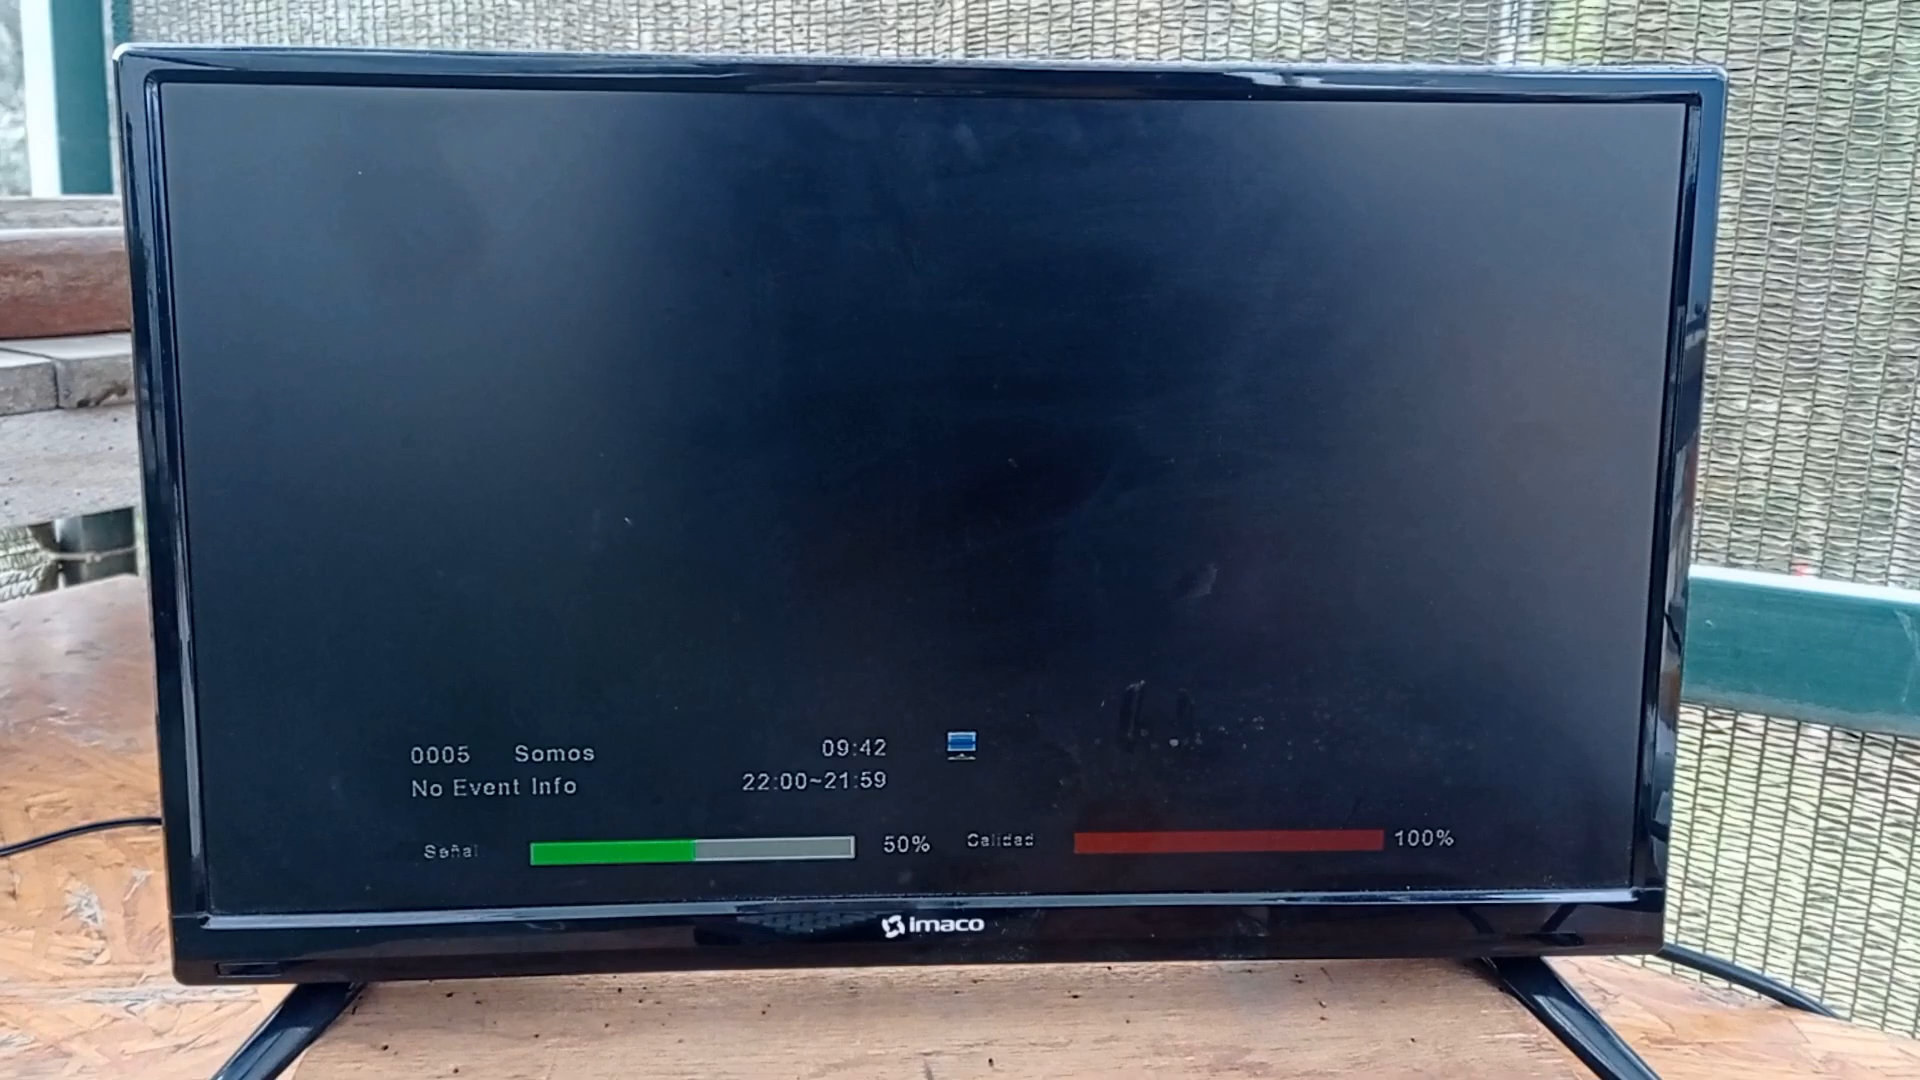 0005 Somos 09:42
No Event Info 22:00~21:59
Señal 50% Calidad 100%
imaco